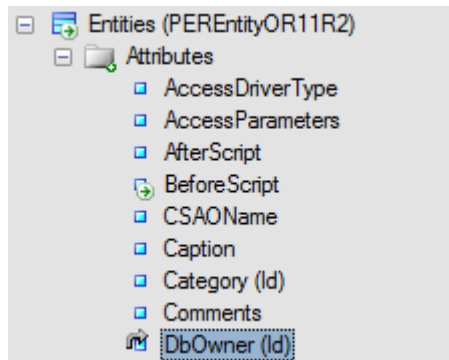 Entities (PEREntityOR11R2)
Attributes
AccessDriverType
AccessParameters
AfterScript
BeforeScript
CSAOName
Caption
Category (Id)
Comments
DbOwner (Id)